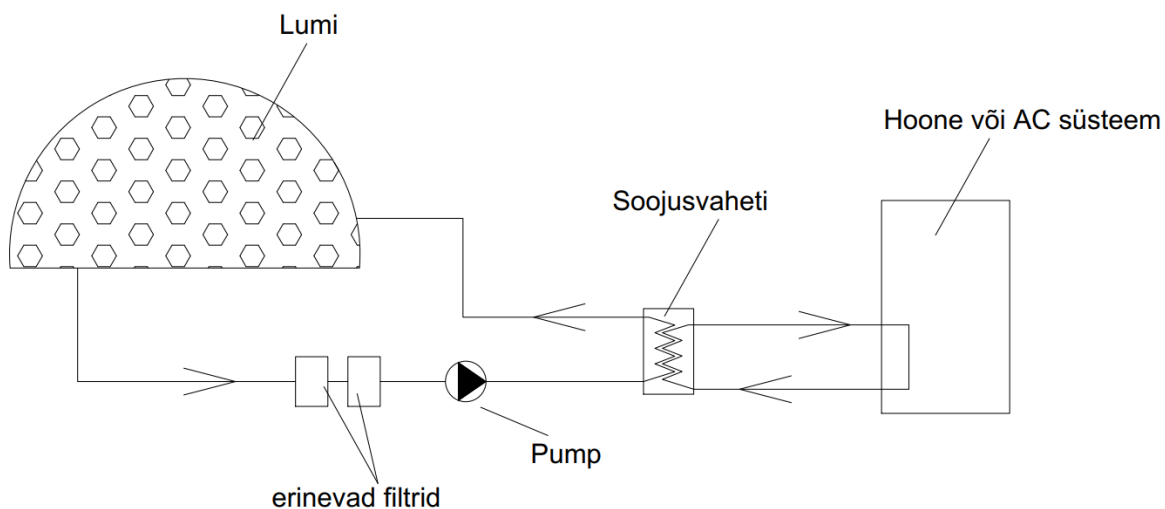 Lumi
Hoone või AC süsteem
Soojusvaheti
Pump
erinevad filtrid